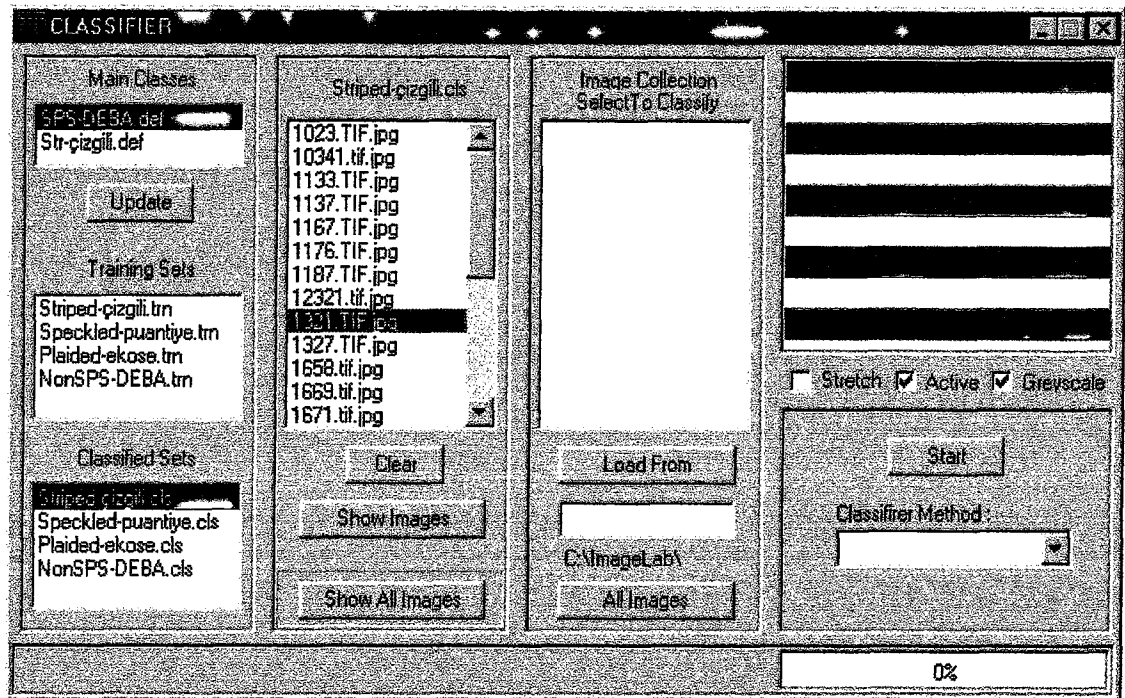 CLASSIFIER
Main Classes
SPS-DEBA.def
Str-çizgili.def
Update
Training Sets
Striped-çizgili.trn
Speckled-puantiye.trn
Plaided-ekose.trn
NonSPS-DEBA.trn
Classified Sets
Striped-çizgili.cls
Speckled-puantiye.cls
Plaided-ekose.cls
NonSPS-DEBA.cls
Striped-çizgili.cls
1023.TIF.jpg
10341.tif.jpg
1133.TIF.jpg
1137.TIF.jpg
1167.TIF.jpg
1176.TIF.jpg
1187.TIF.jpg
12321.tif.jpg
1321.TIF.jpg
1327.TIF.jpg
1658.tif.jpg
1669.tif.jpg
1671.tif.jpg
Clear
Show Images
Show All Images
Image Collection
SelectTo Classify
Load From
C:\ImageLab\
All Images
Stretch Active Greyscale
Start
Classifirer Method :
0%